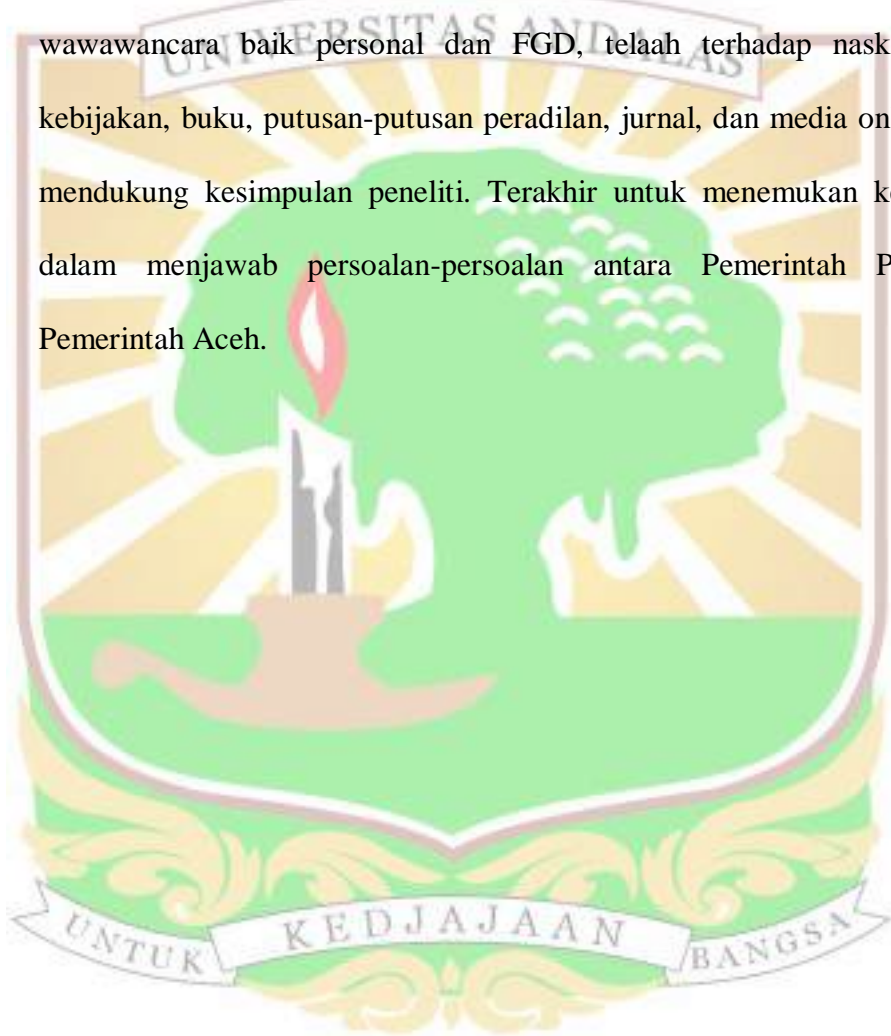 UNIVERSITAS ANDALAS
wawawancara baik personal dan FGD, telaah terhadap nask
kebijakan, buku, putusan-putusan peradilan, jurnal, dan media on
mendukung kesimpulan peneliti. Terakhir untuk menemukan k
dalam menjawab persoalan-persoalan antara Pemerintah P
Pemerintah Aceh.
UNTUK KEDJAJAAN BANGSA